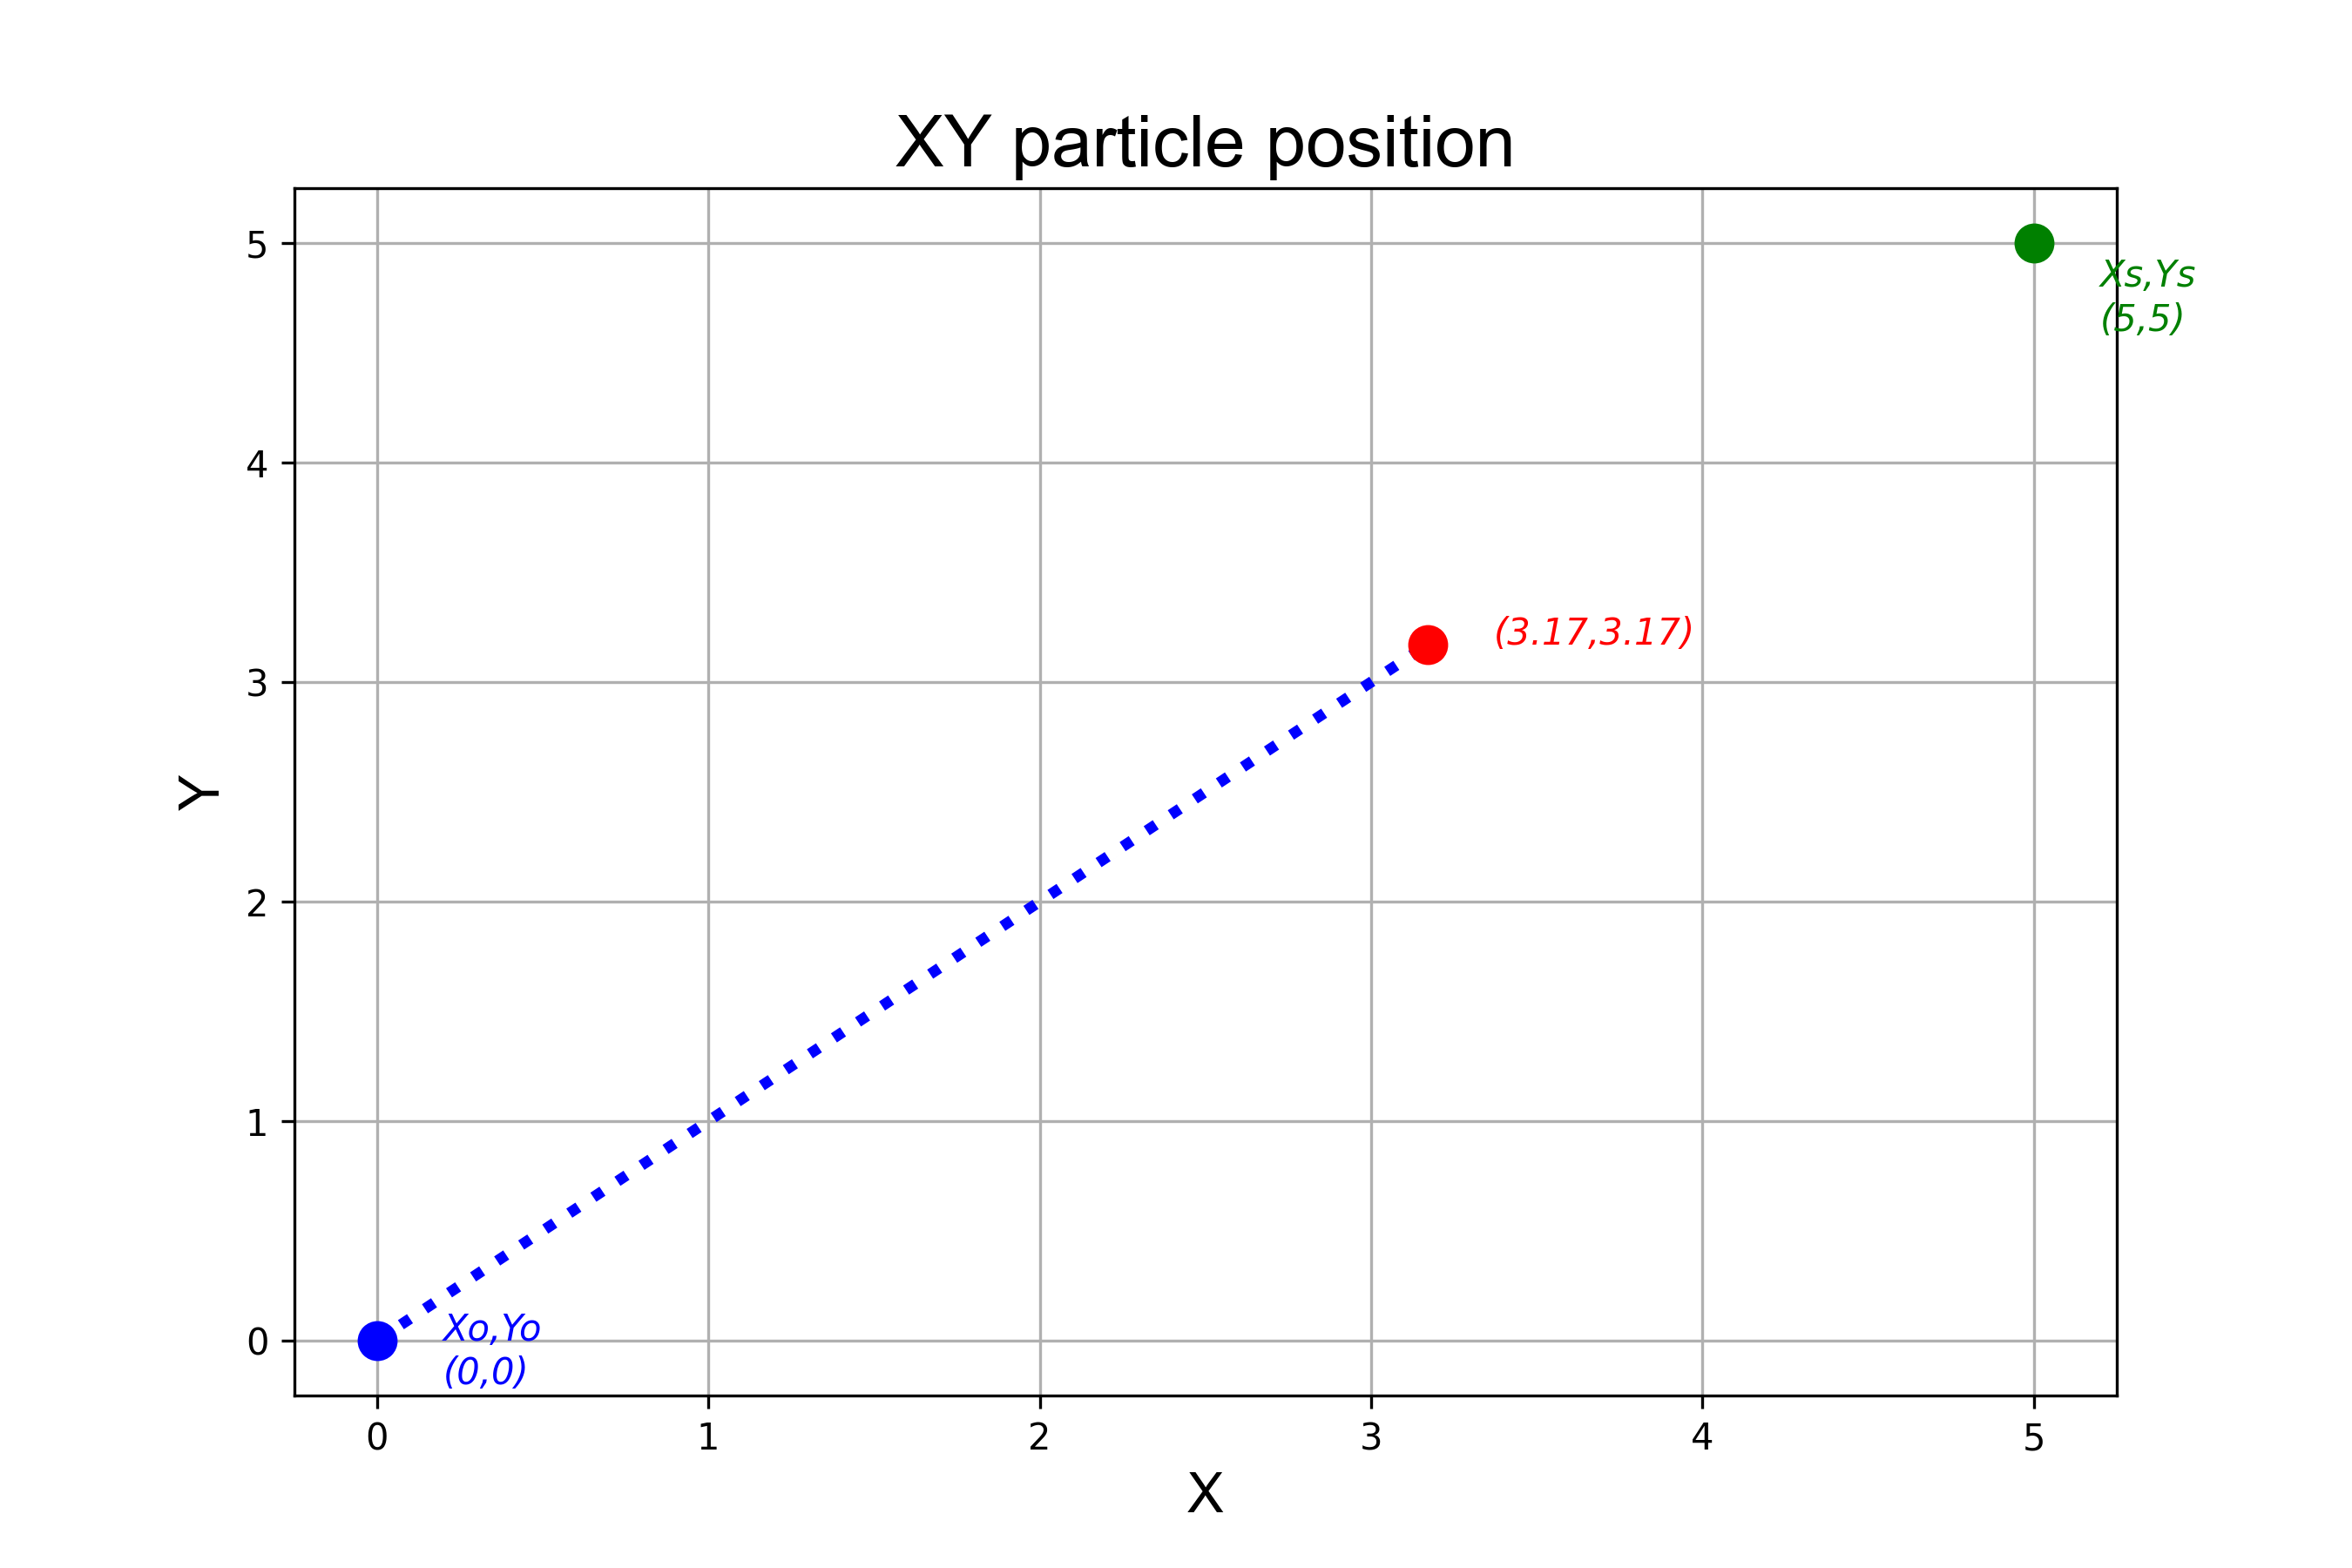 XY particle position
5
Xs,Ys
(5,5)
4
(3.17,3.17)
3
Y
2
1
0
Xo,Yo
(0,0)
0 1 2 3 4 5
X